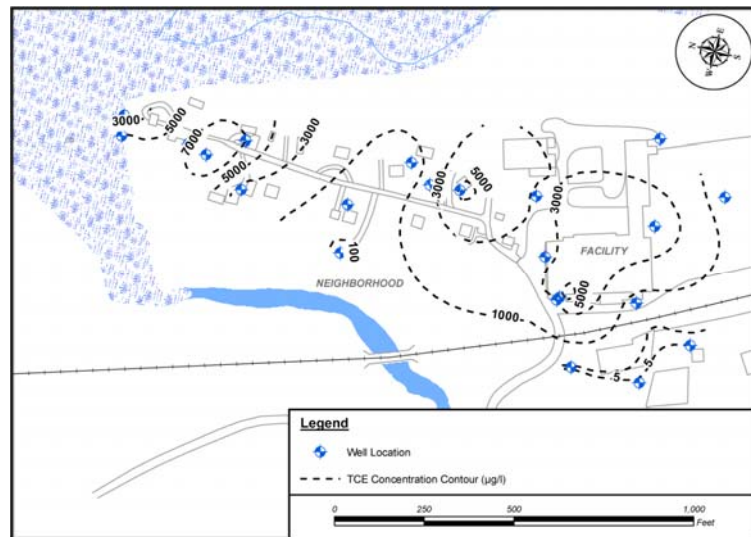 N
E
S
W
3000
5000
7000
5000
3000
3000
5000
3000
100
NEIGHBORHOOD
FACILITY
5000
1000
5
5
Legend
Well Location
TCE Concentration Contour (µg/l)
0 250 500 1,000
Feet